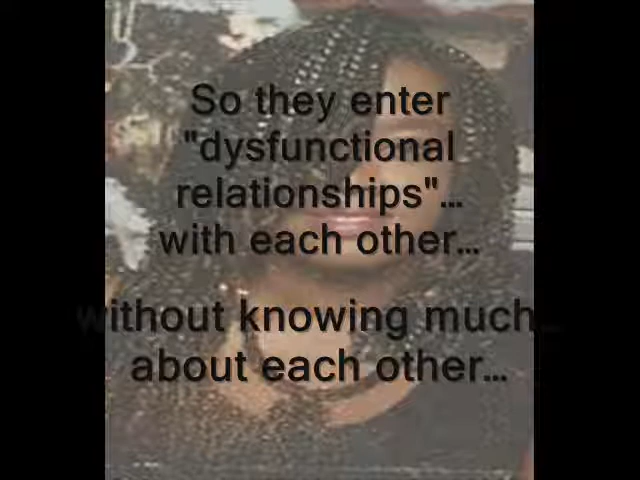 So they enter
"dysfunctional
relationships"...
with each other...
without knowing much...
about each other...